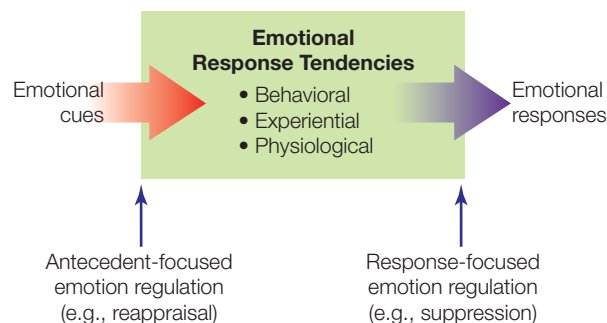 Emotional
Response Tendencies
• Behavioral
• Experiential
• Physiological
Emotional
cues
Emotional
responses
Antecedent-focused
emotion regulation
(e.g., reappraisal)
Response-focused
emotion regulation
(e.g., suppression)